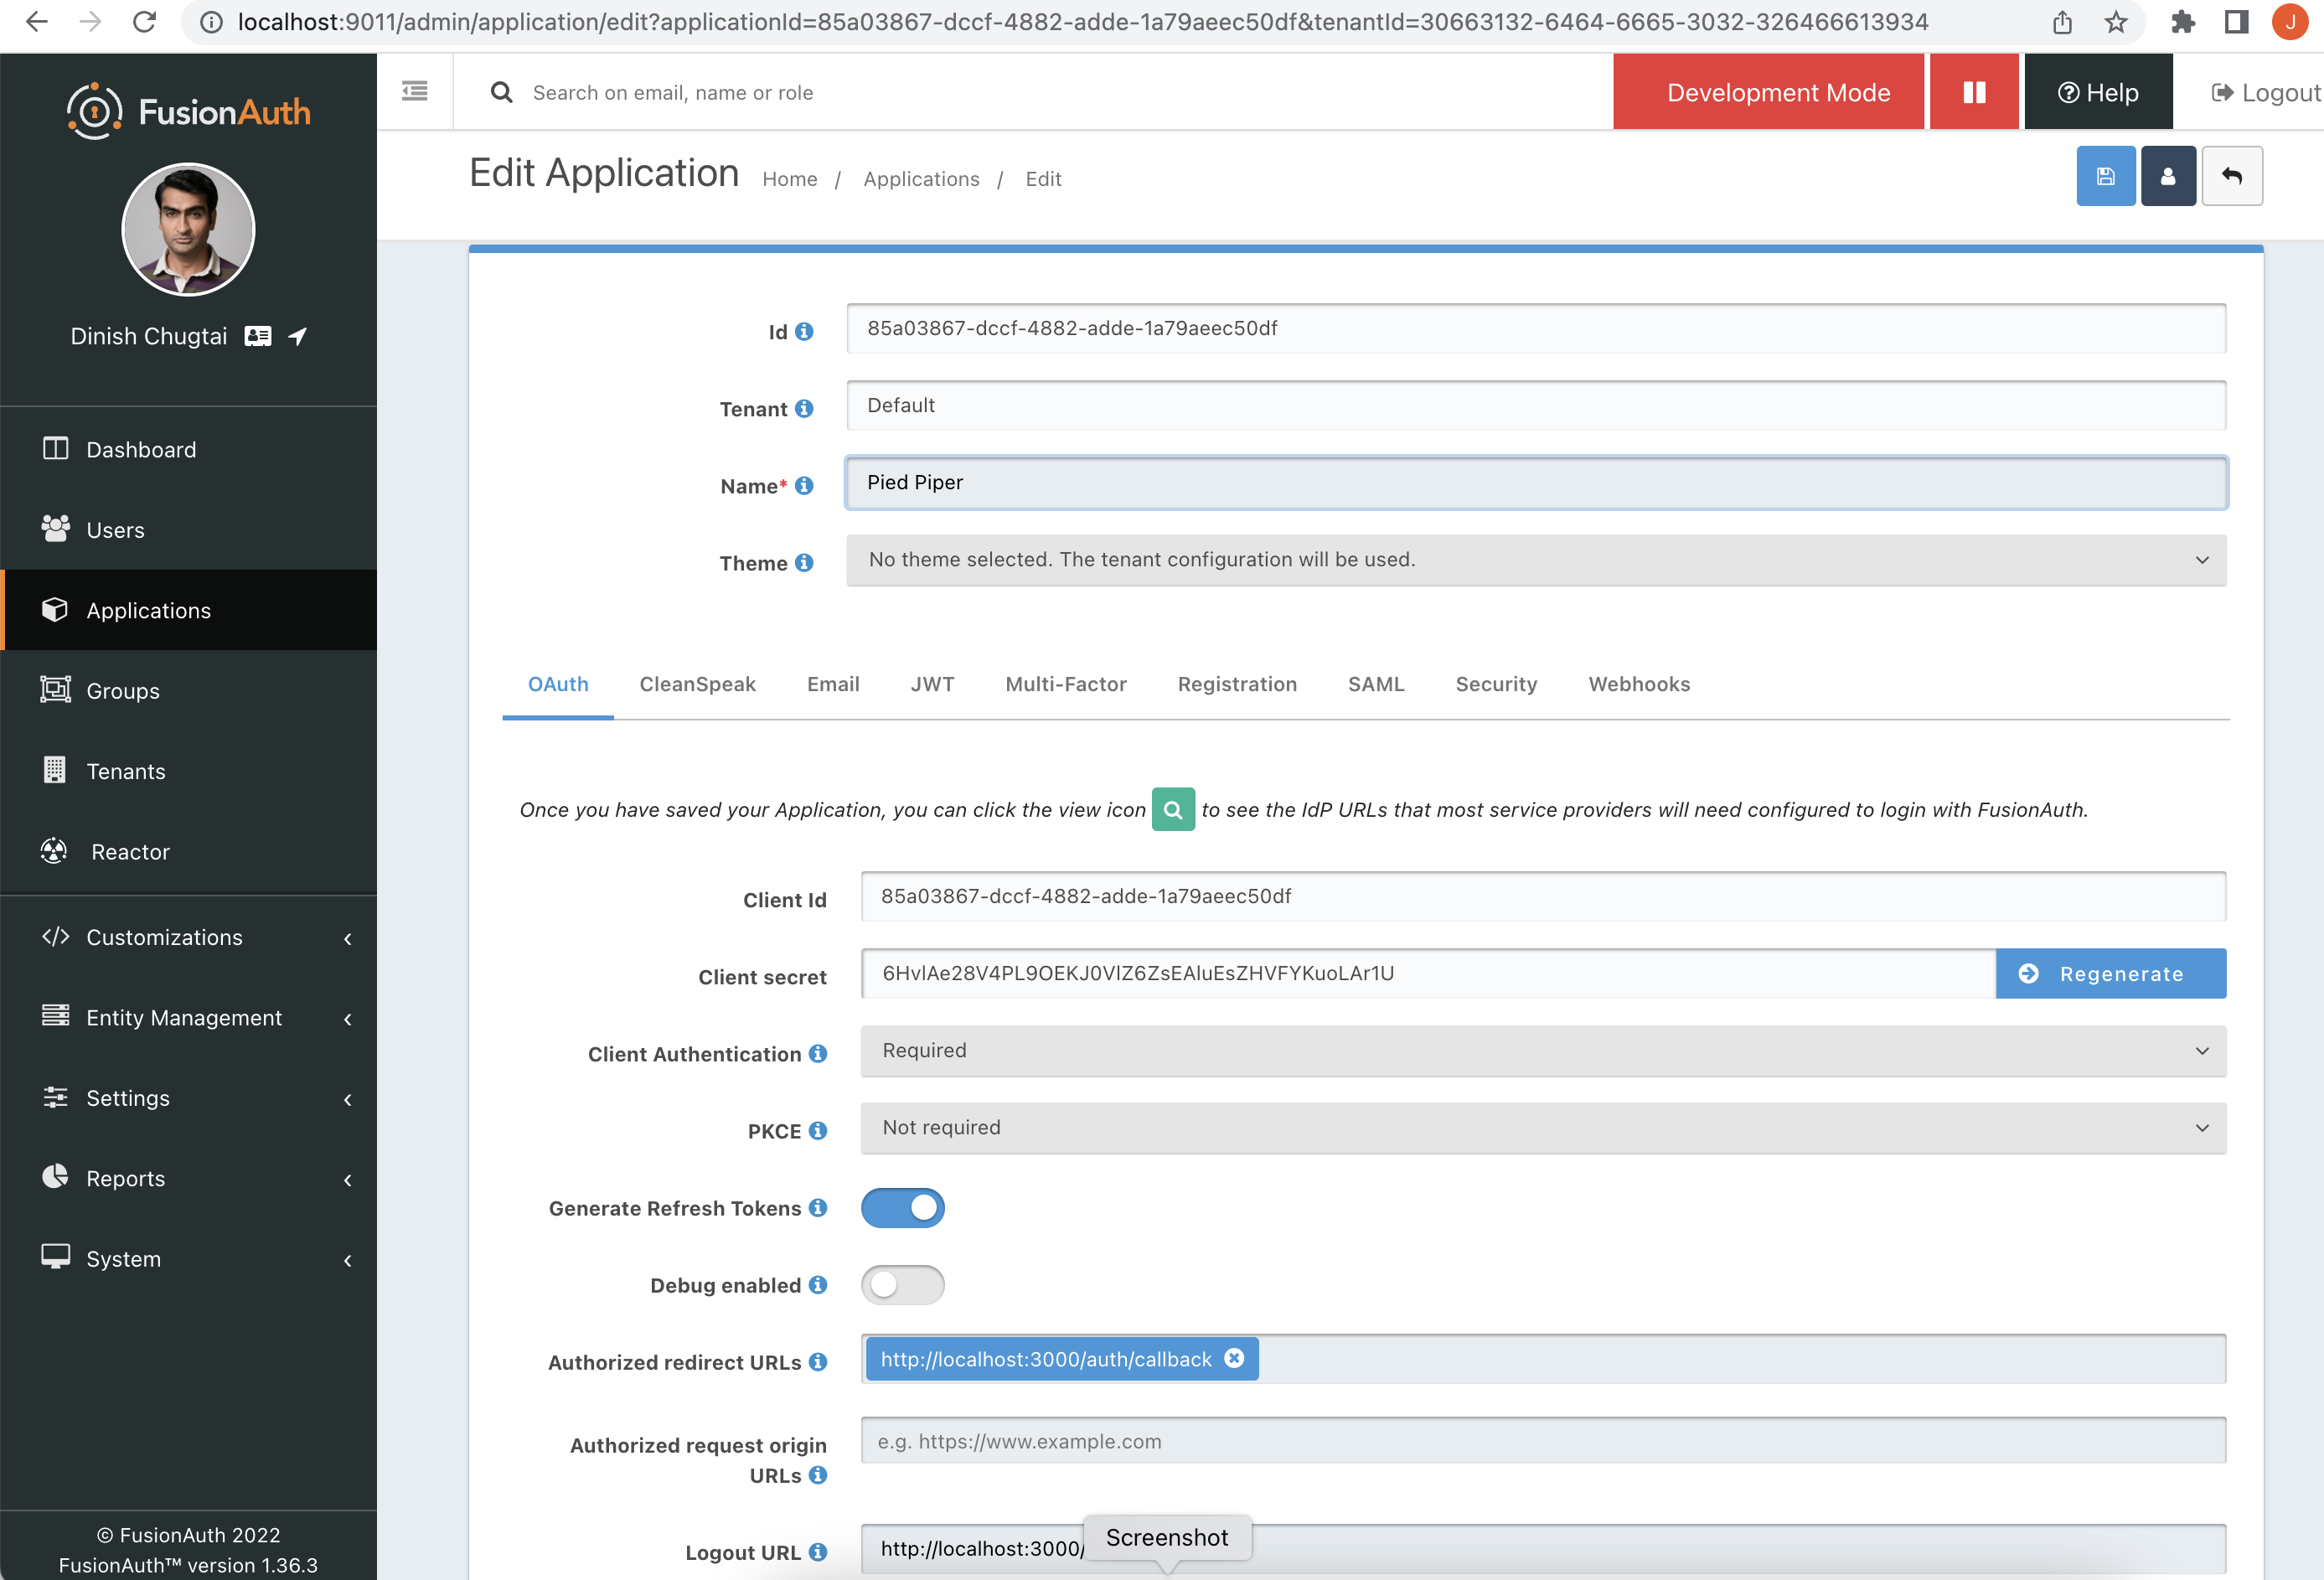 localhost:9011/admin/application/edit?applicationId=85a03867-dccf-4882-adde-1a79aeec50df&tenantId=30663132-6464-6665-3032-326466613934
J
FusionAuth
Search on email, name or role
Development Mode
Help
Logout
Edit Application
Home / Applications / Edit
Dinish Chugtai
Dashboard
Users
Applications
Groups
Tenants
Reactor
Customizations
Entity Management
Settings
Reports
System
© FusionAuth 2022
FusionAuth™ version 1.36.3
Id 85a03867-dccf-4882-adde-1a79aeec50df
Tenant Default
Name* Pied Piper
Theme No theme selected. The tenant configuration will be used.
OAuth CleanSpeak Email JWT Multi-Factor Registration SAML Security Webhooks
Once you have saved your Application, you can click the view icon to see the IdP URLs that most service providers will need configured to login with FusionAuth.
Client Id 85a03867-dccf-4882-adde-1a79aeec50df
Client secret 6HvlAe28V4PL9OEKJ0VlZ6ZsEAluEsZHVFYKuoLAr1U Regenerate
Client Authentication Required
PKCE Not required
Generate Refresh Tokens
Debug enabled
Authorized redirect URLs http://localhost:3000/auth/callback
Authorized request origin URLs e.g. https://www.example.com
Logout URL http://localhost:3000/
Screenshot